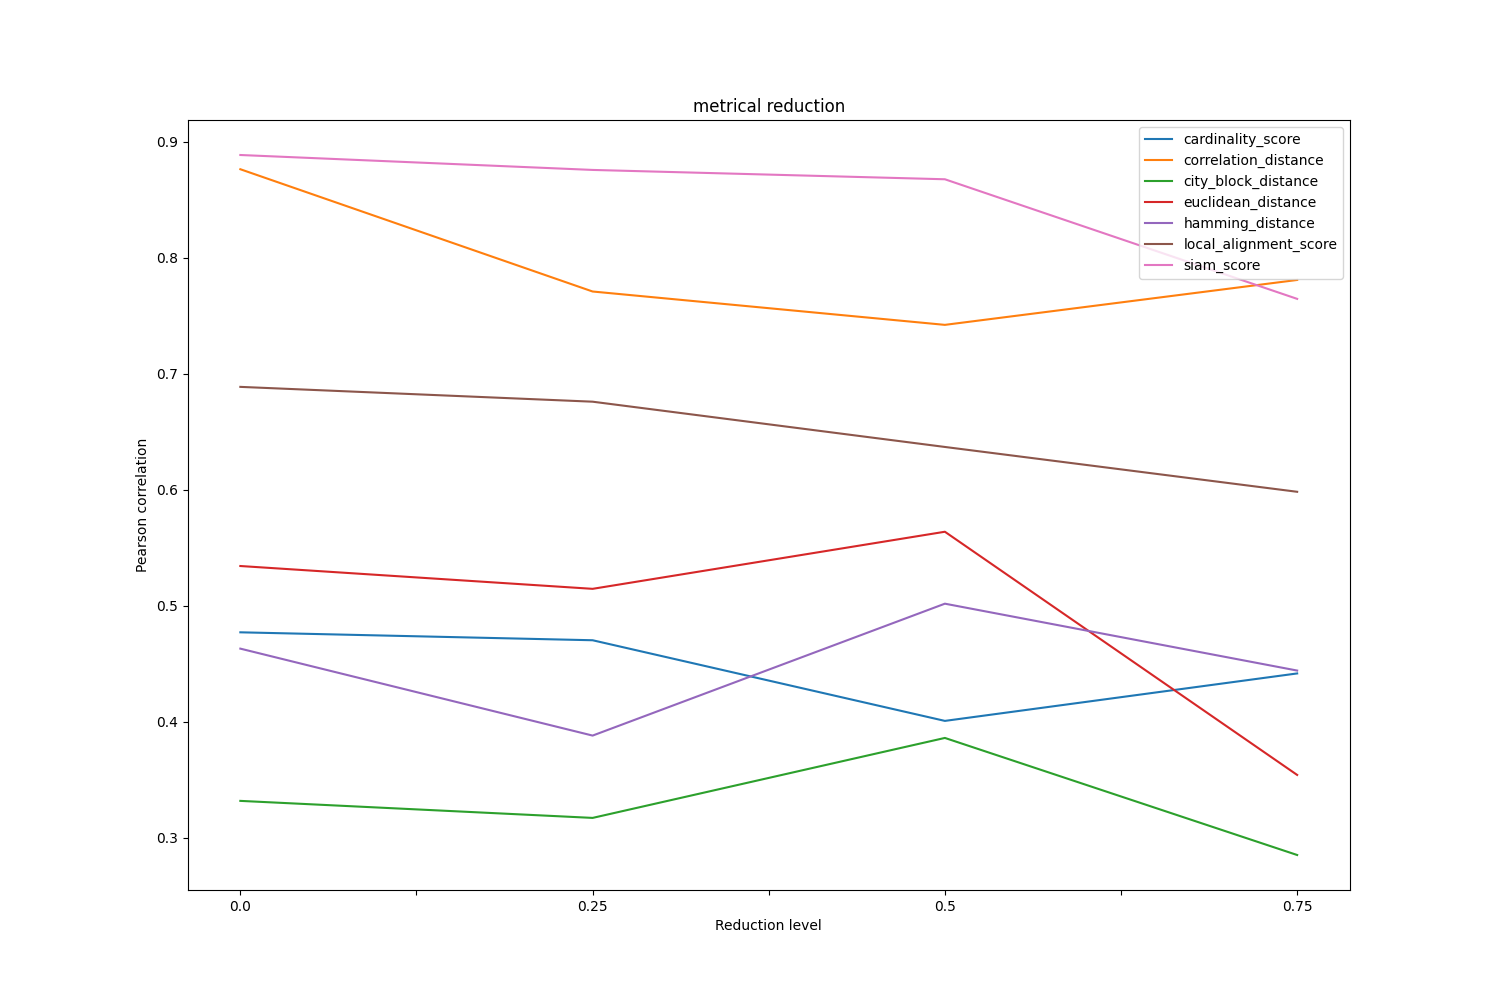 metrical reduction
0.9
0.8
0.7
0.6
0.5
0.4
0.3
Pearson correlation
cardinality_score
correlation_distance
city_block_distance
euclidean_distance
hamming_distance
local_alignment_score
siam_score
0.0 0.25 0.5 0.75
Reduction level